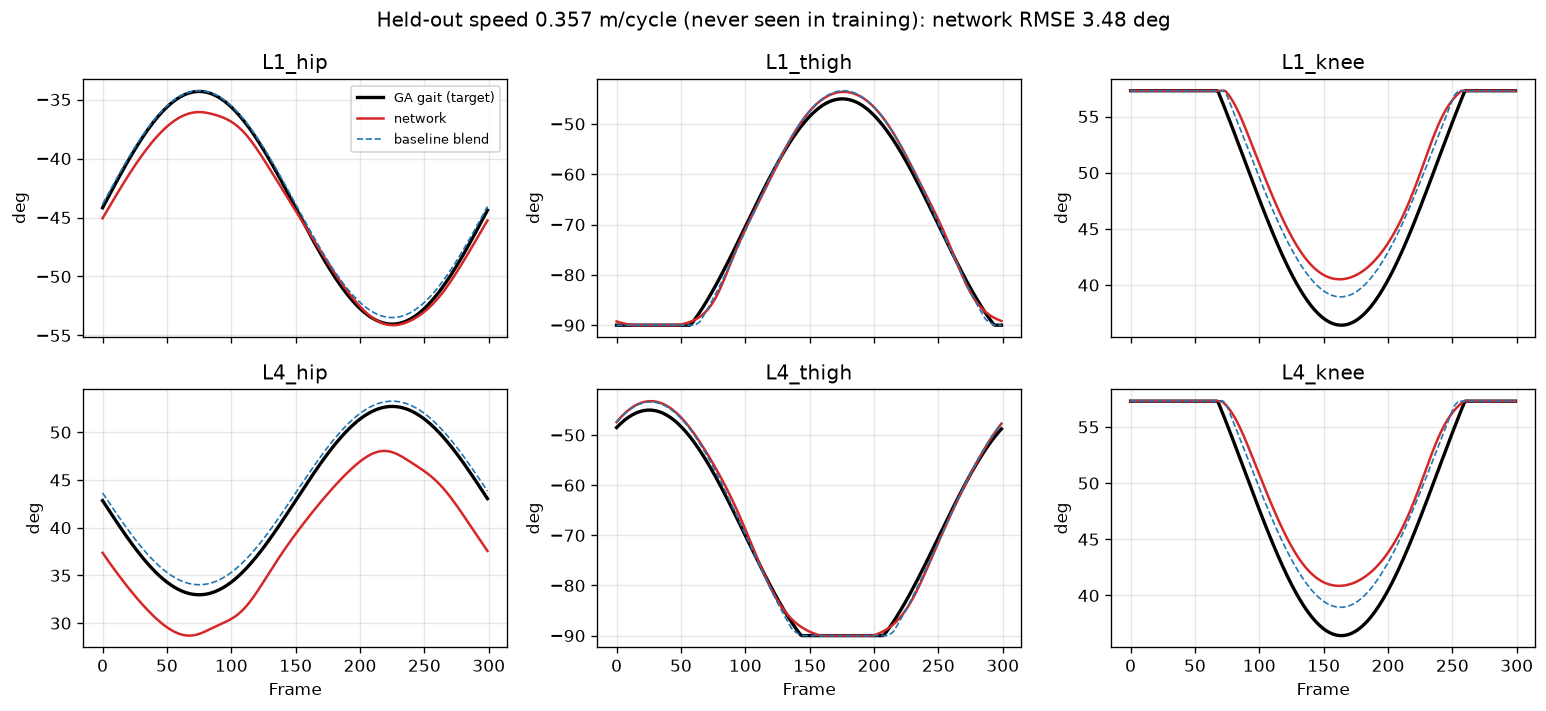 Held-out speed 0.357 m/cycle (never seen in training): network RMSE 3.48 deg
L1_hip
L1_thigh
L1_knee
GA gait (target)
network
baseline blend
deg
−35
−40
−45
−50
−55
deg
−50
−60
−70
−80
−90
deg
55
50
45
40
L4_hip
L4_thigh
L4_knee
deg
50
45
40
35
30
0 50 100 150 200 250 300
Frame
deg
−50
−60
−70
−80
−90
0 50 100 150 200 250 300
Frame
deg
55
50
45
40
0 50 100 150 200 250 300
Frame